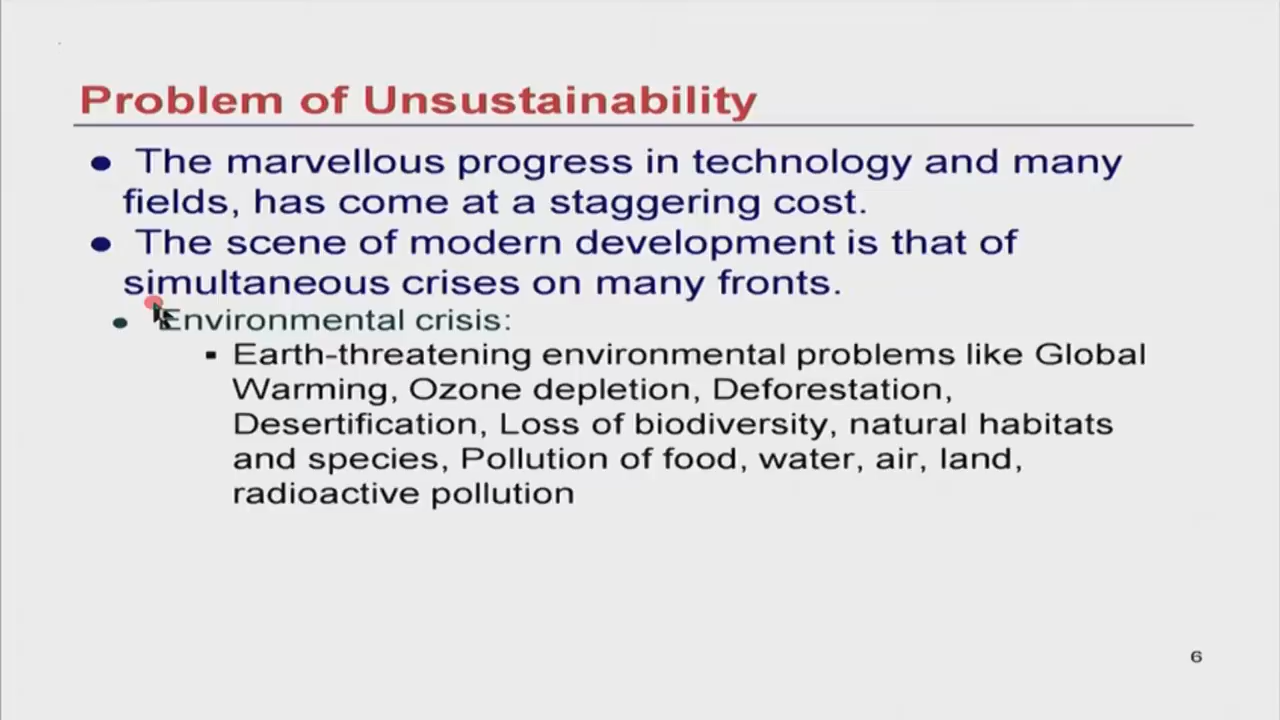 Problem of Unsustainability
● The marvellous progress in technology and many
fields, has come at a staggering cost.
● The scene of modern development is that of
simultaneous crises on many fronts.
● Environmental crisis:
▪ Earth-threatening environmental problems like Global
Warming, Ozone depletion, Deforestation,
Desertification, Loss of biodiversity, natural habitats
and species, Pollution of food, water, air, land,
radioactive pollution
6